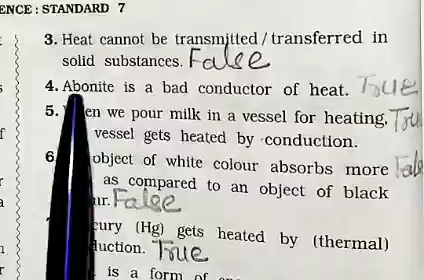 ENCE : STANDARD 7
3. Heat cannot be transmitted / transferred in
solid substances. False
4. Abonite is a bad conductor of heat. True
5. en we pour milk in a vessel for heating,
vessel gets heated by conduction.
6 object of white colour absorbs more
as compared to an object of black
ur. False
cury (Hg) gets heated by (thermal)
duction. True
is a form of